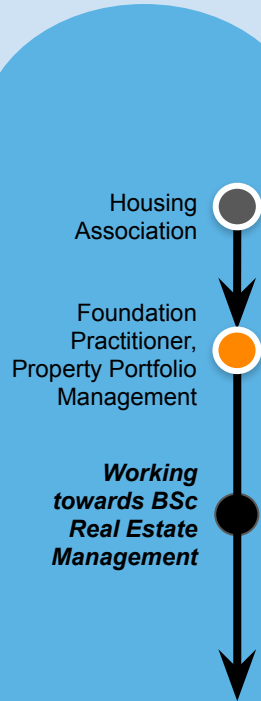 Housing
Association
Foundation
Practitioner,
Property Portfolio
Management
Working
towards BSc
Real Estate
Management